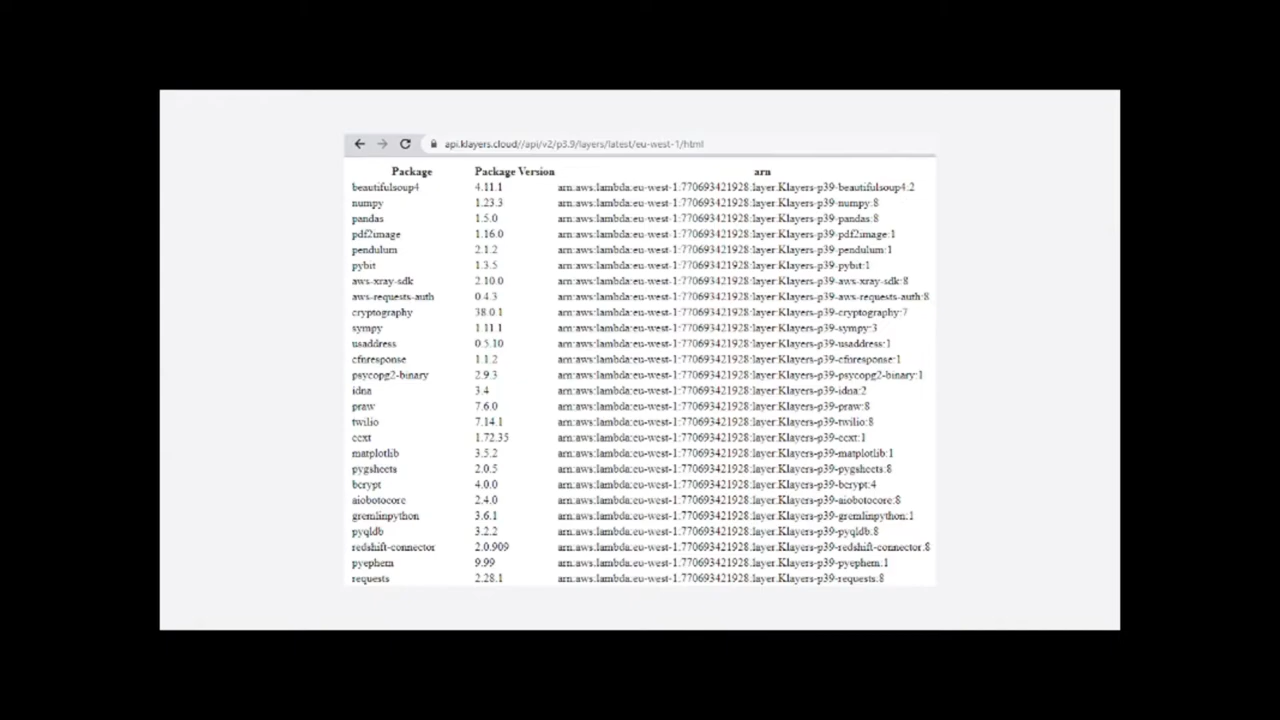 api.klayers.cloud//api/v2/p3.9/layers/latest/eu-west-1/html
Package Package Version arn
beautifulsoup4 4.11.1 arn:aws:lambda:eu-west-1:770693421928:layer:Klayers-p39-beautifulsoup4:2
numpy 1.23.3 arn:aws:lambda:eu-west-1:770693421928:layer:Klayers-p39-numpy:8
pandas 1.5.0 arn:aws:lambda:eu-west-1:770693421928:layer:Klayers-p39-pandas:8
pdf2image 1.16.0 arn:aws:lambda:eu-west-1:770693421928:layer:Klayers-p39-pdf2image:1
pendulum 2.1.2 arn:aws:lambda:eu-west-1:770693421928:layer:Klayers-p39-pendulum:1
pybit 1.3.5 arn:aws:lambda:eu-west-1:770693421928:layer:Klayers-p39-pybit:1
aws-xray-sdk 2.10.0 arn:aws:lambda:eu-west-1:770693421928:layer:Klayers-p39-aws-xray-sdk:8
aws-requests-auth 0.4.3 arn:aws:lambda:eu-west-1:770693421928:layer:Klayers-p39-aws-requests-auth:8
cryptography 38.0.1 arn:aws:lambda:eu-west-1:770693421928:layer:Klayers-p39-cryptography:7
sympy 1.11.1 arn:aws:lambda:eu-west-1:770693421928:layer:Klayers-p39-sympy:3
usaddress 0.5.10 arn:aws:lambda:eu-west-1:770693421928:layer:Klayers-p39-usaddress:1
cfnresponse 1.1.2 arn:aws:lambda:eu-west-1:770693421928:layer:Klayers-p39-cfnresponse:1
psycopg2-binary 2.9.3 arn:aws:lambda:eu-west-1:770693421928:layer:Klayers-p39-psycopg2-binary:1
idna 3.4 arn:aws:lambda:eu-west-1:770693421928:layer:Klayers-p39-idna:2
praw 7.6.0 arn:aws:lambda:eu-west-1:770693421928:layer:Klayers-p39-praw:8
twilio 7.14.1 arn:aws:lambda:eu-west-1:770693421928:layer:Klayers-p39-twilio:8
ccxt 1.72.35 arn:aws:lambda:eu-west-1:770693421928:layer:Klayers-p39-ccxt:1
matplotlib 3.5.2 arn:aws:lambda:eu-west-1:770693421928:layer:Klayers-p39-matplotlib:1
pygsheets 2.0.5 arn:aws:lambda:eu-west-1:770693421928:layer:Klayers-p39-pygsheets:8
bcrypt 4.0.0 arn:aws:lambda:eu-west-1:770693421928:layer:Klayers-p39-bcrypt:4
aiobotocore 2.4.0 arn:aws:lambda:eu-west-1:770693421928:layer:Klayers-p39-aiobotocore:8
gremlinpython 3.6.1 arn:aws:lambda:eu-west-1:770693421928:layer:Klayers-p39-gremlinpython:1
pyqldb 3.2.2 arn:aws:lambda:eu-west-1:770693421928:layer:Klayers-p39-pyqldb:8
redshift-connector 2.0.909 arn:aws:lambda:eu-west-1:770693421928:layer:Klayers-p39-redshift-connector:8
pyephem 9.99 arn:aws:lambda:eu-west-1:770693421928:layer:Klayers-p39-pyephem:1
requests 2.28.1 arn:aws:lambda:eu-west-1:770693421928:layer:Klayers-p39-requests:8